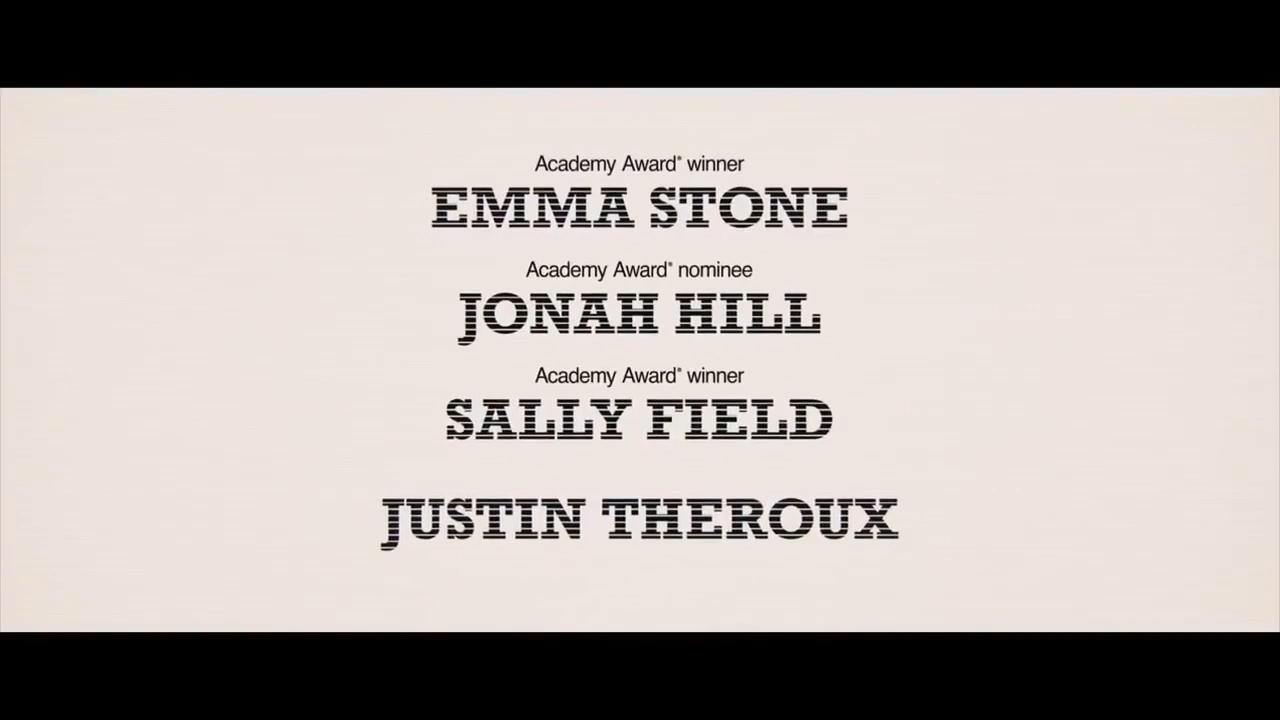 Academy Award® winner
EMMA STONE
Academy Award® nominee
JONAH HILL
Academy Award® winner
SALLY FIELD
JUSTIN THEROUX